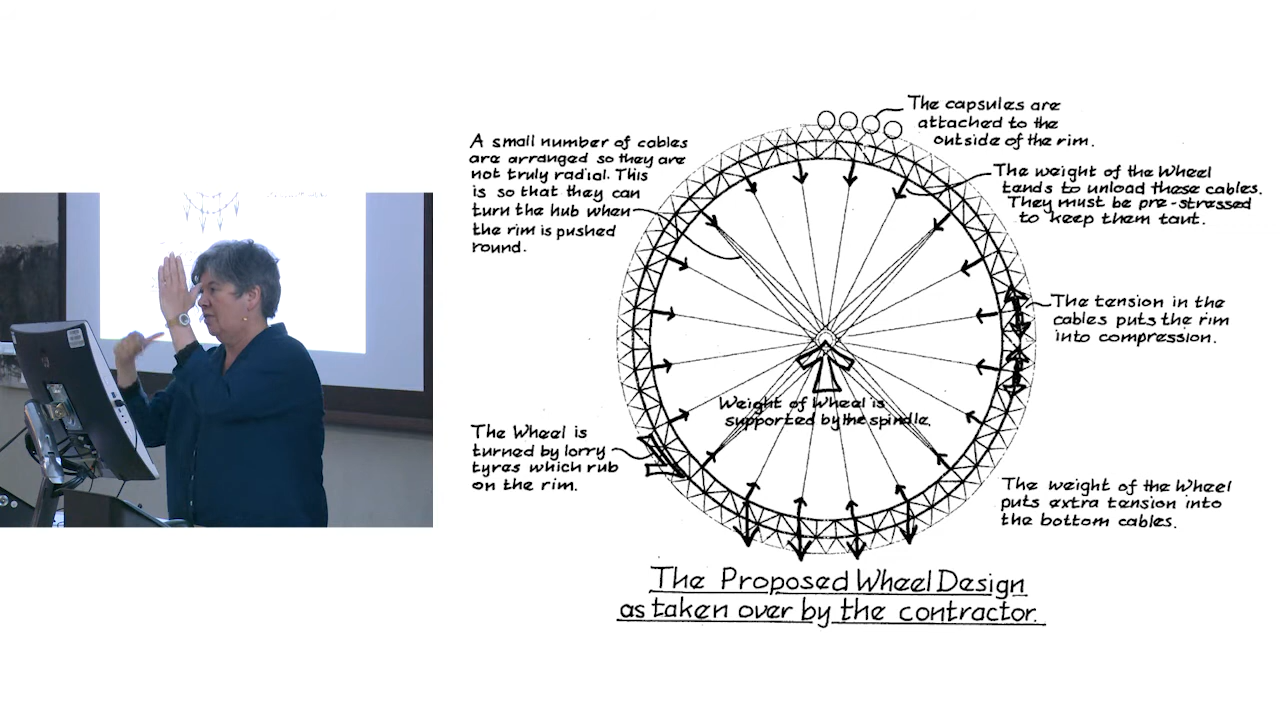 The capsules are
attached to the
outside of the rim.
A small number of cables
are arranged so they are
not truly radial. This
is so that they can
turn the hub when
the rim is pushed
round.
The weight of the Wheel
tends to unload these cables.
They must be pre-stressed
to keep them taut.
The tension in the
cables puts the rim
into compression.
Weight of Wheel is
supported by the spindle.
The Wheel is
turned by lorry
tyres which rub
on the rim.
The weight of the Wheel
puts extra tension into
the bottom cables.
The Proposed Wheel Design
as taken over by the contractor.